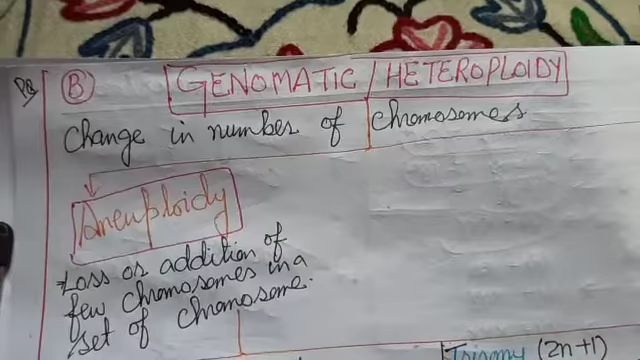 (B) GENOMATIC / HETEROPLOIDY
Change in number of chromosomes
Aneuploidy
Loss or addition of
few chromosomes in a
set of chromosome.
Trisomy (2n+1)